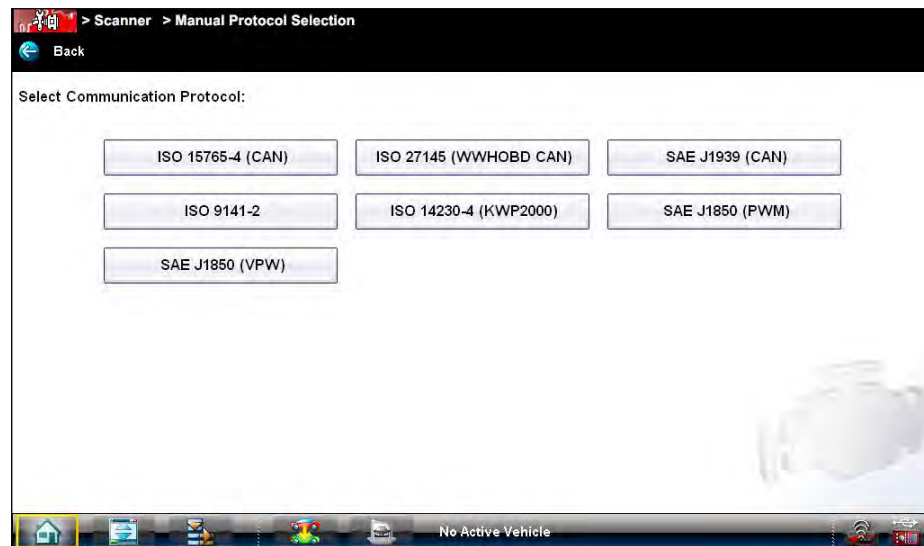 > Scanner > Manual Protocol Selection
Back
Select Communication Protocol:
ISO 15765-4 (CAN) ISO 27145 (WWHOBD CAN) SAE J1939 (CAN)
ISO 9141-2 ISO 14230-4 (KWP2000) SAE J1850 (PWM)
SAE J1850 (VPW)
No Active Vehicle